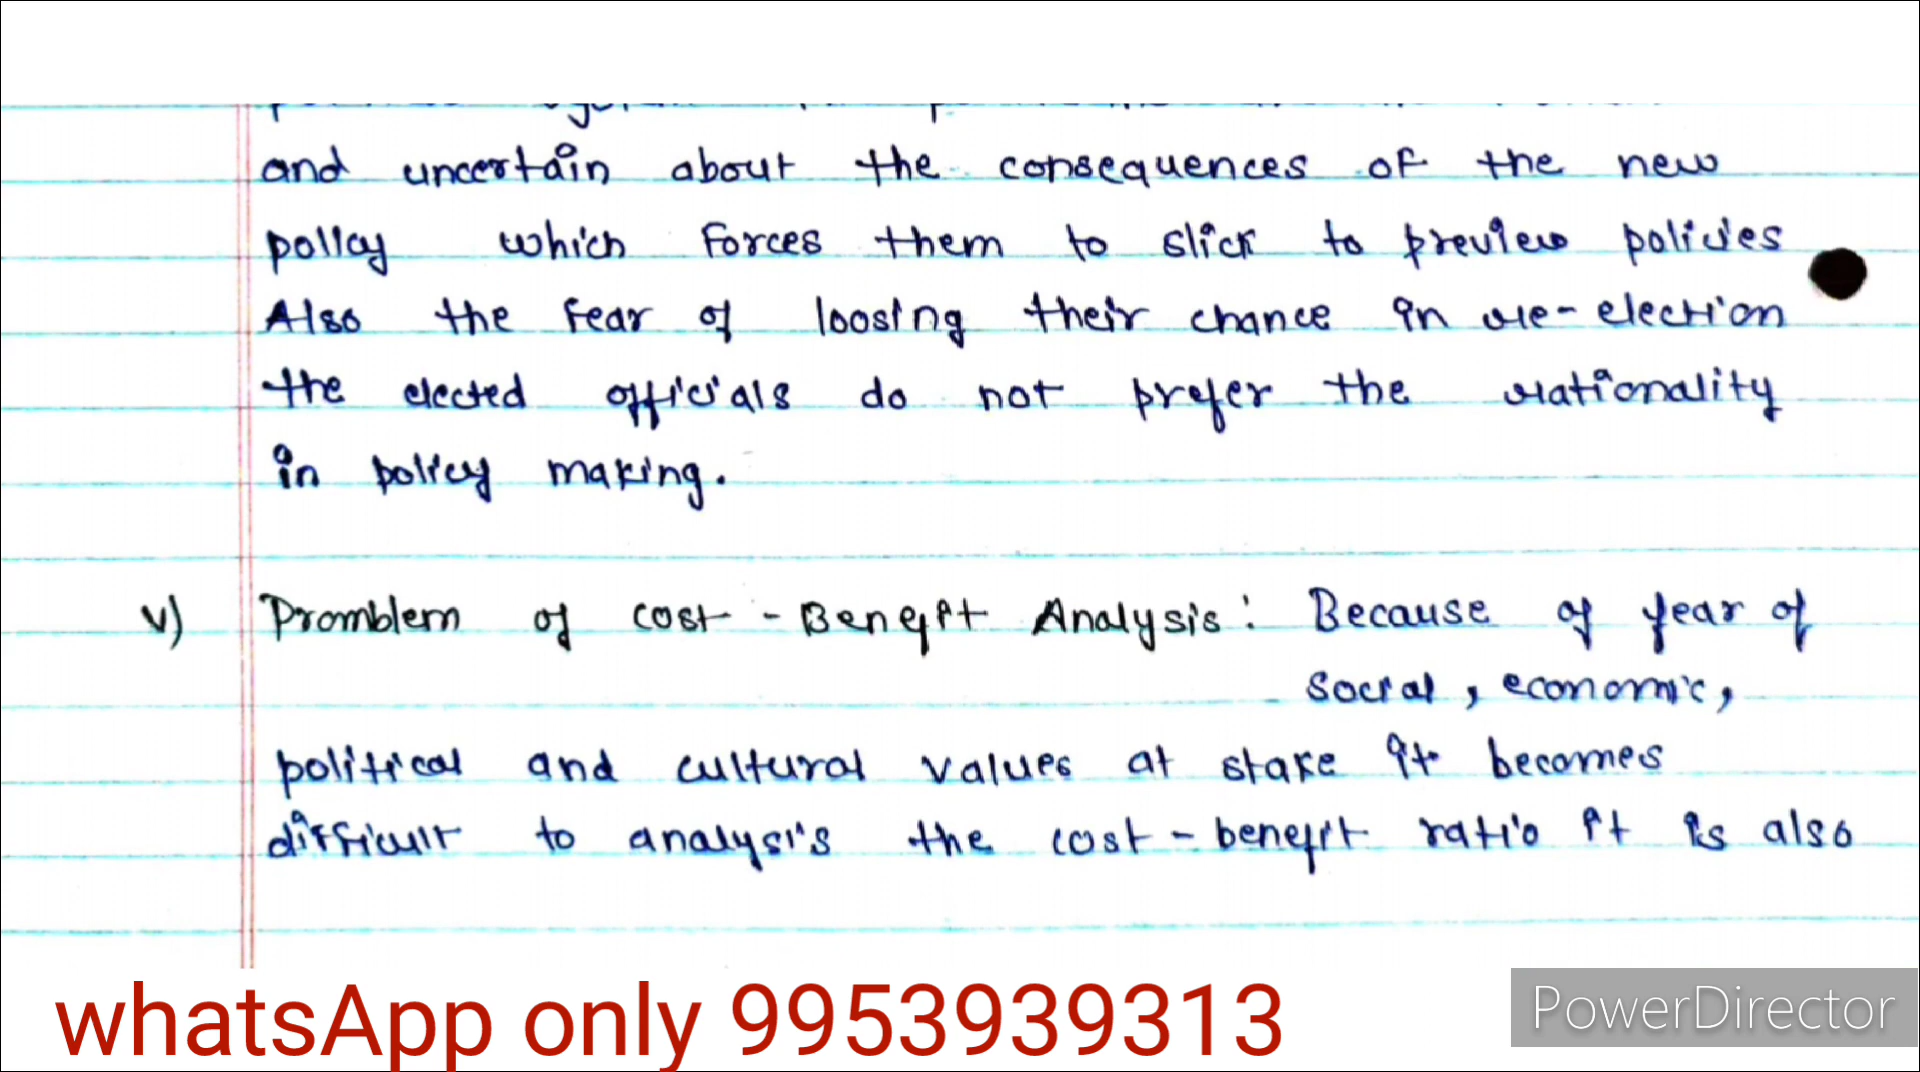 and uncertain about the consequences of the new
pollcy which forces them to slick to preview policies
Also the fear of loosing their chance in re-election
the elected officials do not prefer the rationality
in policy making.
v) Promblem of cost - Benefit Analysis: Because of fear of
social, economic,
political and cultural values at stake it becomes
difficult to analysis the cost - benefit ratio it is also
whatsApp only 9953939313
PowerDirector